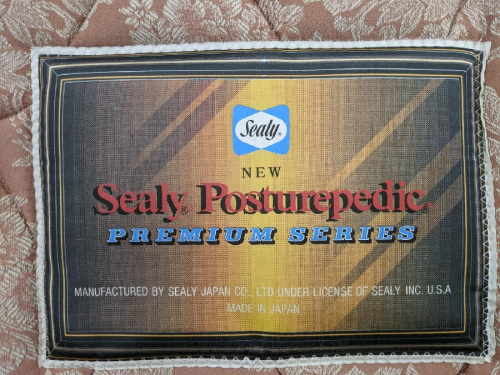 Sealy®
NEW
Sealy® Posturepedic®
PREMIUM SERIES
MANUFACTURED BY SEALY JAPAN CO., LTD UNDER LICENSE OF SEALY INC. U.S.A
MADE IN JAPAN